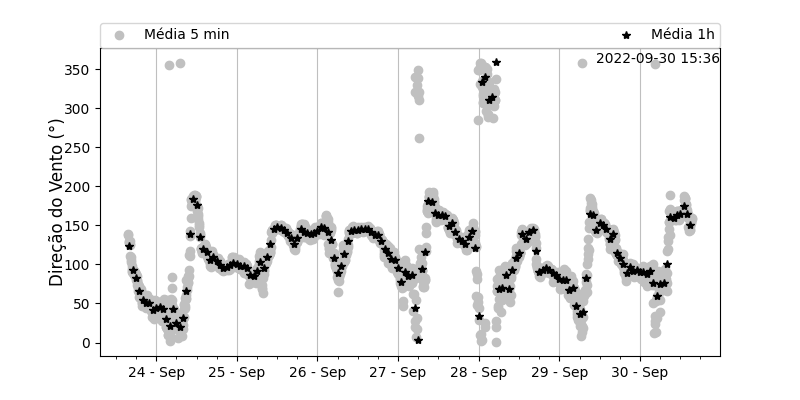 Média 5 min
Média 1h
2022-09-30 15:36
Direção do Vento (°)
350
300
250
200
150
100
50
0
24 - Sep
25 - Sep
26 - Sep
27 - Sep
28 - Sep
29 - Sep
30 - Sep